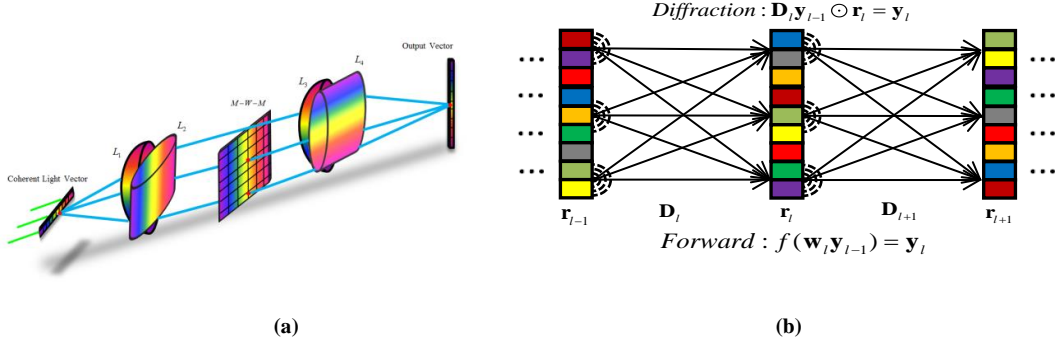 Coherent Light Vector
L₁
L₂
M-W-M
L₃
L₄
Output Vector
(a)
Diffraction : D_l y_{l-1} ⊙ r_l = y_l
... ...
... ...
... ...
... ...
r_{l-1} D_l r_l D_{l+1} r_{l+1}
Forward : f(w_l y_{l-1}) = y_l
(b)